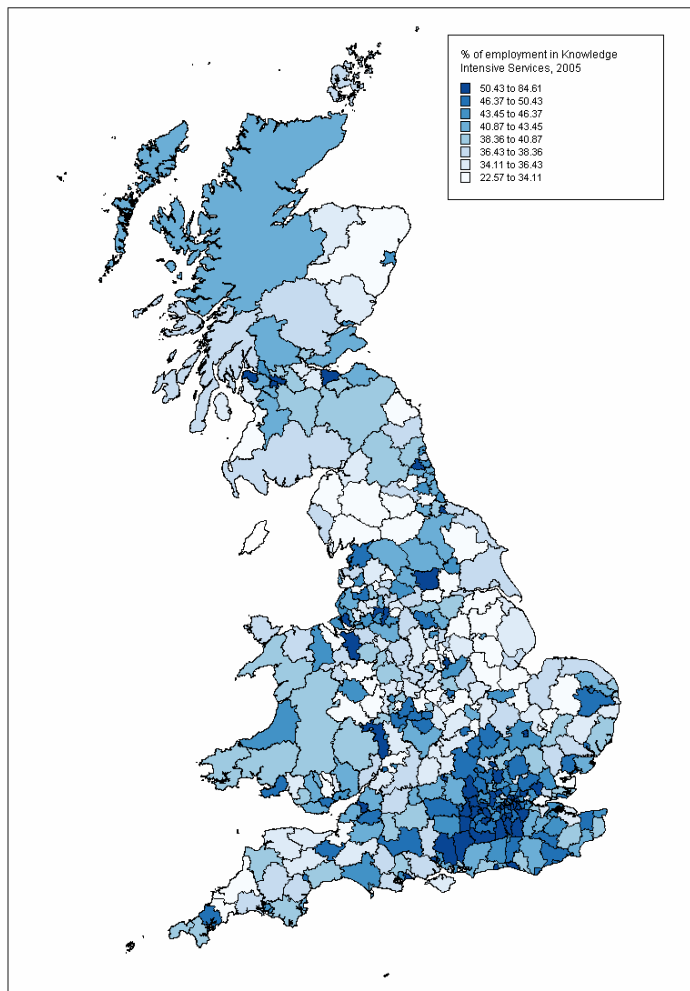 % of employment in Knowledge
Intensive Services, 2005
50.43 to 84.61
46.37 to 50.43
43.45 to 46.37
40.87 to 43.45
38.36 to 40.87
36.43 to 38.36
34.11 to 36.43
22.57 to 34.11